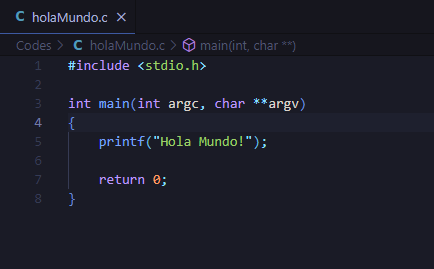 holaMundo.c
Codes > holaMundo.c > main(int, char **)
1 #include <stdio.h>
2
3 int main(int argc, char **argv)
4 {
5     printf("Hola Mundo!");
6
7     return 0;
8 }